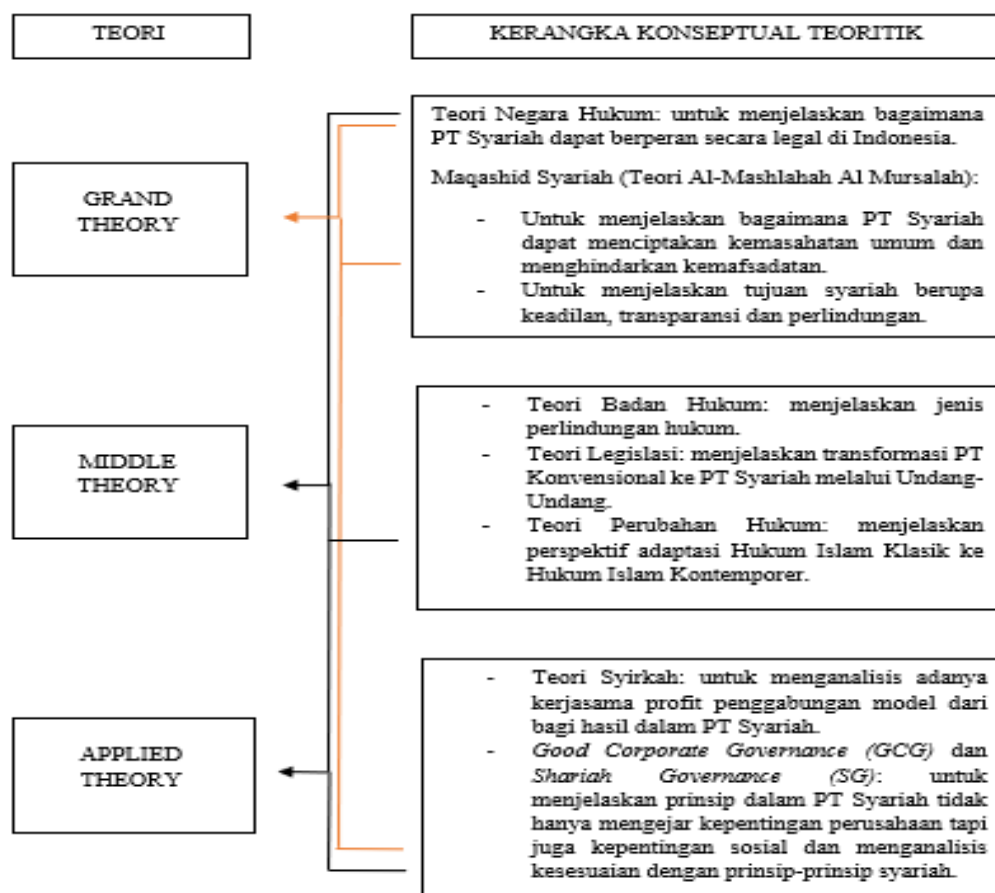 TEORI
KERANGKA KONSEPTUAL TEORITIK
GRAND
THEORY
Teori Negara Hukum: untuk menjelaskan bagaimana
PT Syariah dapat berperan secara legal di Indonesia.
Maqashid Syariah (Teori Al-Mashlahah Al Mursalah):
- Untuk menjelaskan bagaimana PT Syariah
dapat menciptakan kemasahatan umum dan
menghindarkan kemafsadatan.
- Untuk menjelaskan tujuan syariah berupa
keadilan, transparansi dan perlindungan.
MIDDLE
THEORY
- Teori Badan Hukum: menjelaskan jenis
perlindungan hukum.
- Teori Legislasi: menjelaskan transformasi PT
Konvensional ke PT Syariah melalui Undang-
Undang.
- Teori Perubahan Hukum: menjelaskan
perspektif adaptasi Hukum Islam Klasik ke
Hukum Islam Kontemporer.
APPLIED
THEORY
- Teori Syirkah: untuk menganalisis adanya
kerjasama profit penggabungan model dari
bagi hasil dalam PT Syariah.
- Good Corporate Governance (GCG) dan
Shariah Governance (SG): untuk
menjelaskan prinsip dalam PT Syariah tidak
hanya mengejar kepentingan perusahaan tapi
juga kepentingan sosial dan menganalisis
kesesuaian dengan prinsip-prinsip syariah.